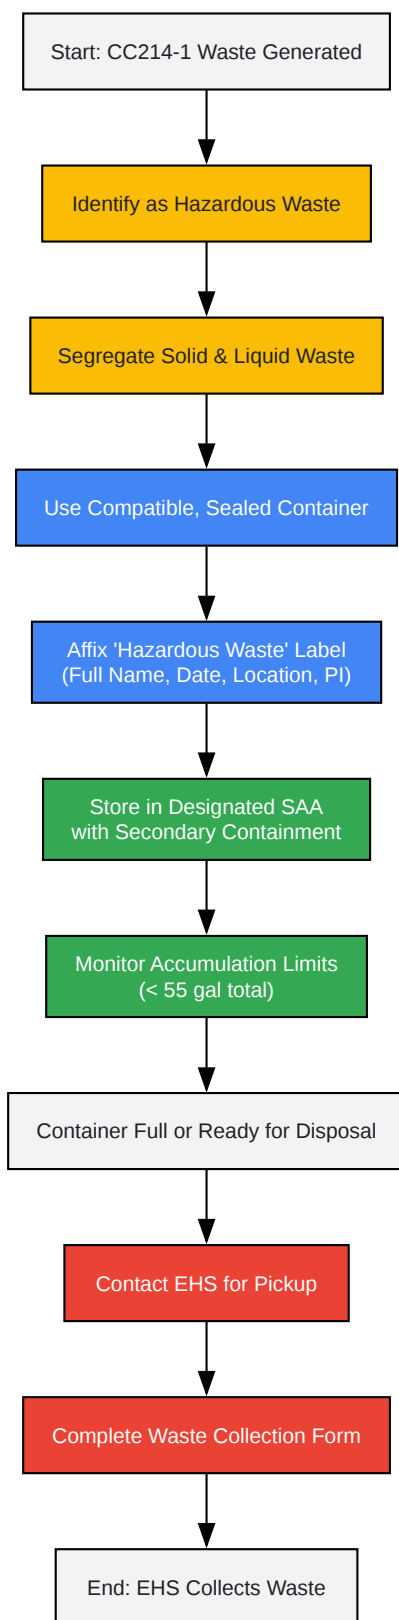 Start: CC214-1 Waste Generated
Identify as Hazardous Waste
Segregate Solid & Liquid Waste
Use Compatible, Sealed Container
Affix 'Hazardous Waste' Label
(Full Name, Date, Location, PI)
Store in Designated SAA
with Secondary Containment
Monitor Accumulation Limits
(< 55 gal total)
Container Full or Ready for Disposal
Contact EHS for Pickup
Complete Waste Collection Form
End: EHS Collects Waste